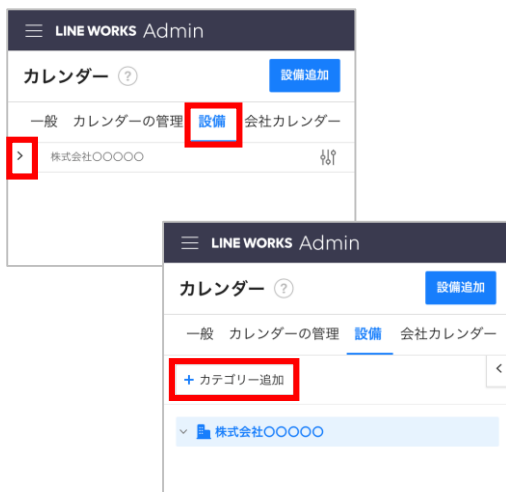 LINE WORKS Admin
カレンダー ?
設備追加
一般 カレンダーの管理 設備 会社カレンダー
株式会社〇〇〇〇〇
LINE WORKS Admin
カレンダー ?
設備追加
一般 カレンダーの管理 設備 会社カレンダー
+ カテゴリー追加
株式会社〇〇〇〇〇